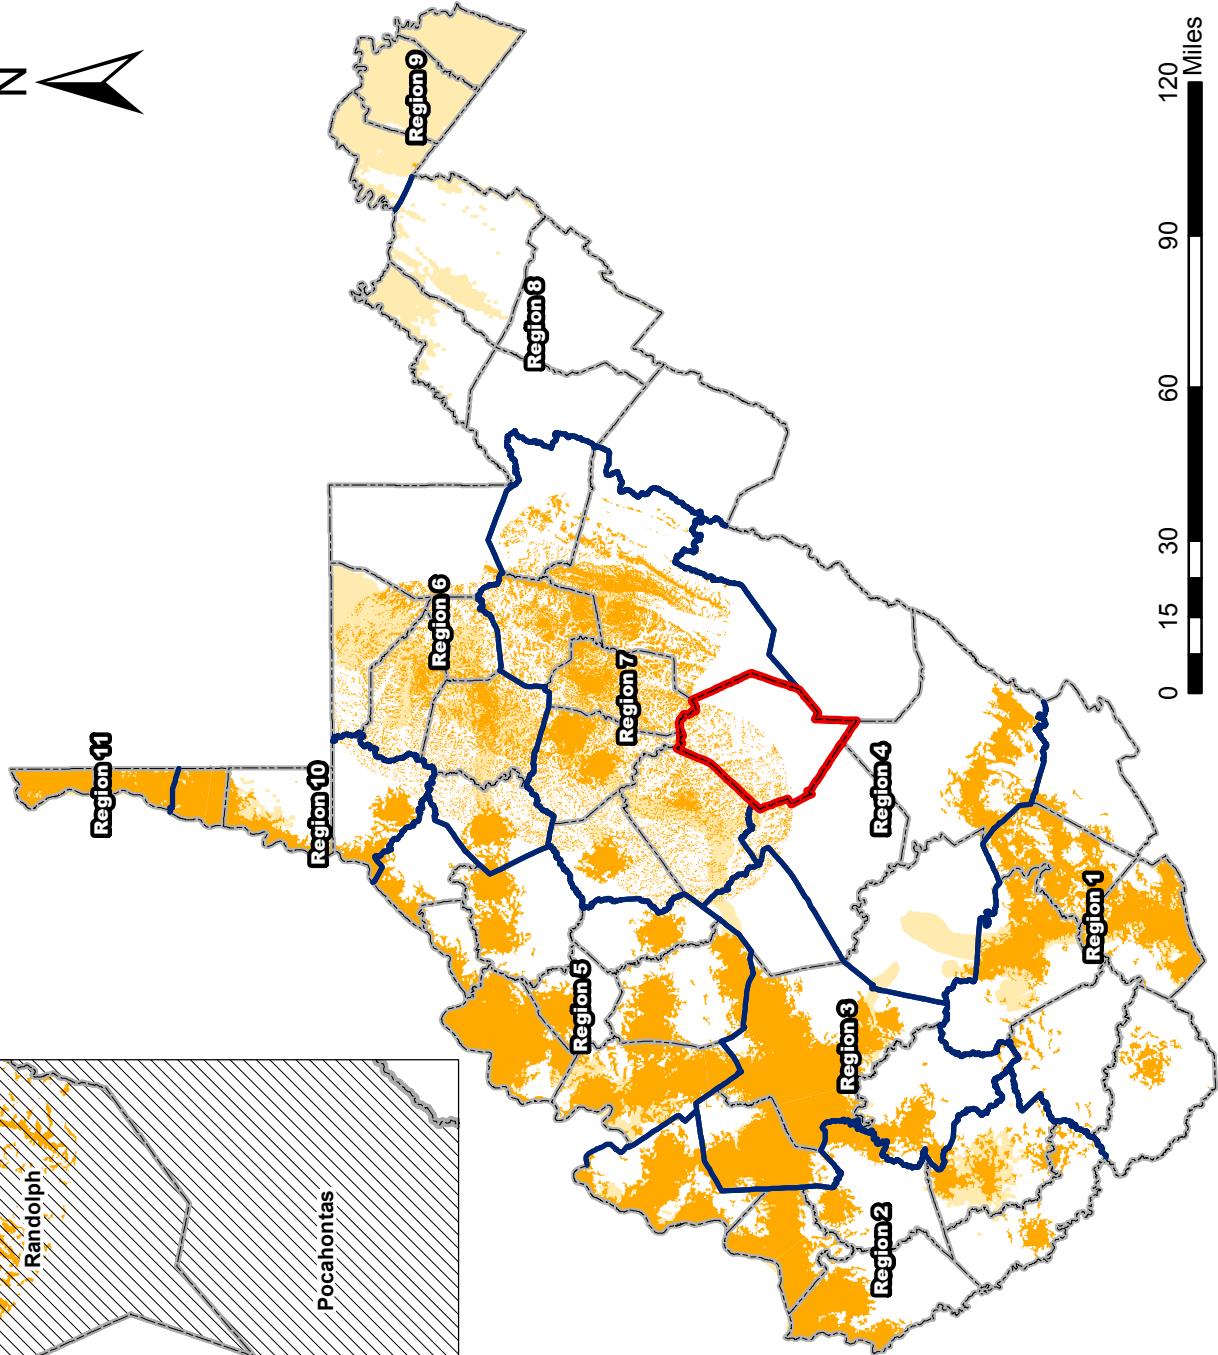 N
Region 11
Region 10
Region 9
Region 8
Region 6
Region 7
Region 5
Region 4
Region 3
Region 2
Region 1
Randolph
Pocahontas
0 15 30 60 90 120
Miles